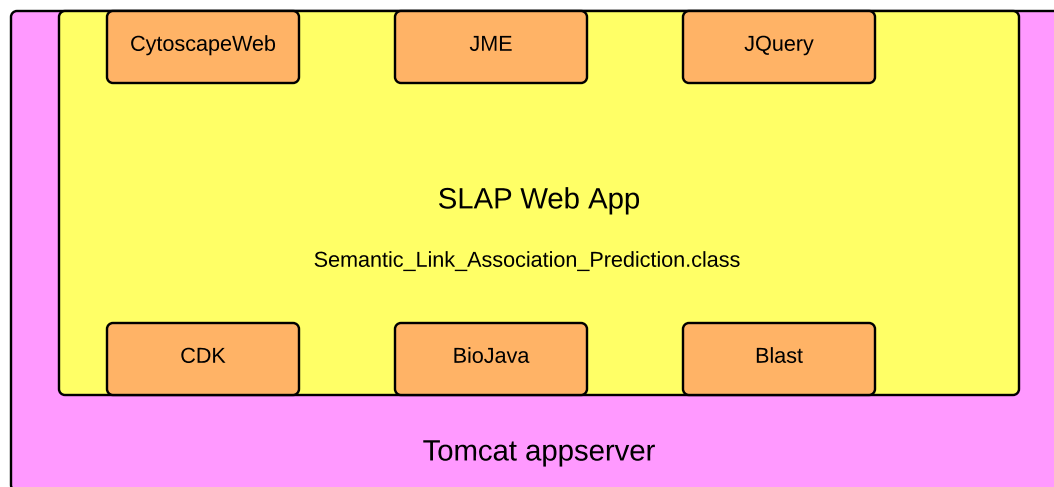 CytoscapeWeb
JME
JQuery
SLAP Web App
Semantic_Link_Association_Prediction.class
CDK
BioJava
Blast
Tomcat appserver